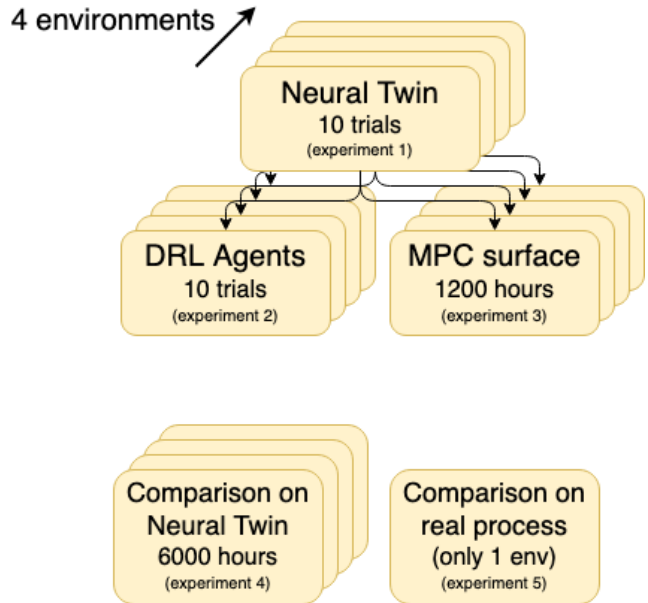 4 environments
Neural Twin
10 trials
(experiment 1)
DRL Agents
10 trials
(experiment 2)
MPC surface
1200 hours
(experiment 3)
Comparison on
Neural Twin
6000 hours
(experiment 4)
Comparison on
real process
(only 1 env)
(experiment 5)